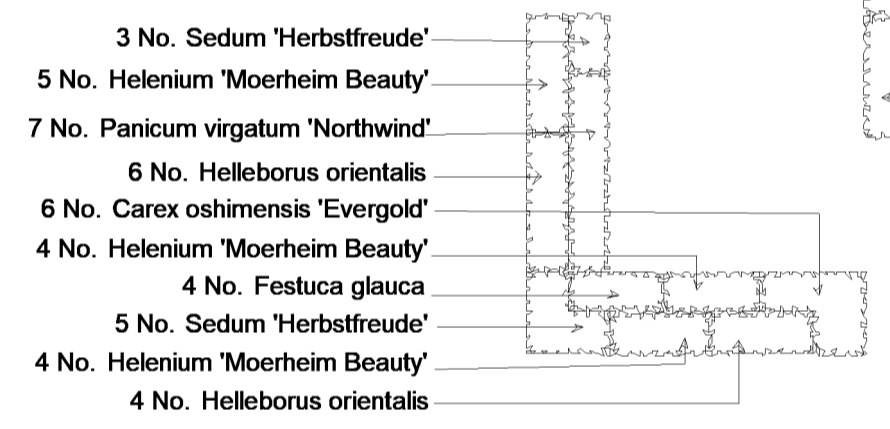 3 No. Sedum 'Herbstfreude'
5 No. Helenium 'Moerheim Beauty'
7 No. Panicum virgatum 'Northwind'
6 No. Helleborus orientalis
6 No. Carex oshimensis 'Evergold'
4 No. Helenium 'Moerheim Beauty'
4 No. Festuca glauca
5 No. Sedum 'Herbstfreude'
4 No. Helenium 'Moerheim Beauty'
4 No. Helleborus orientalis